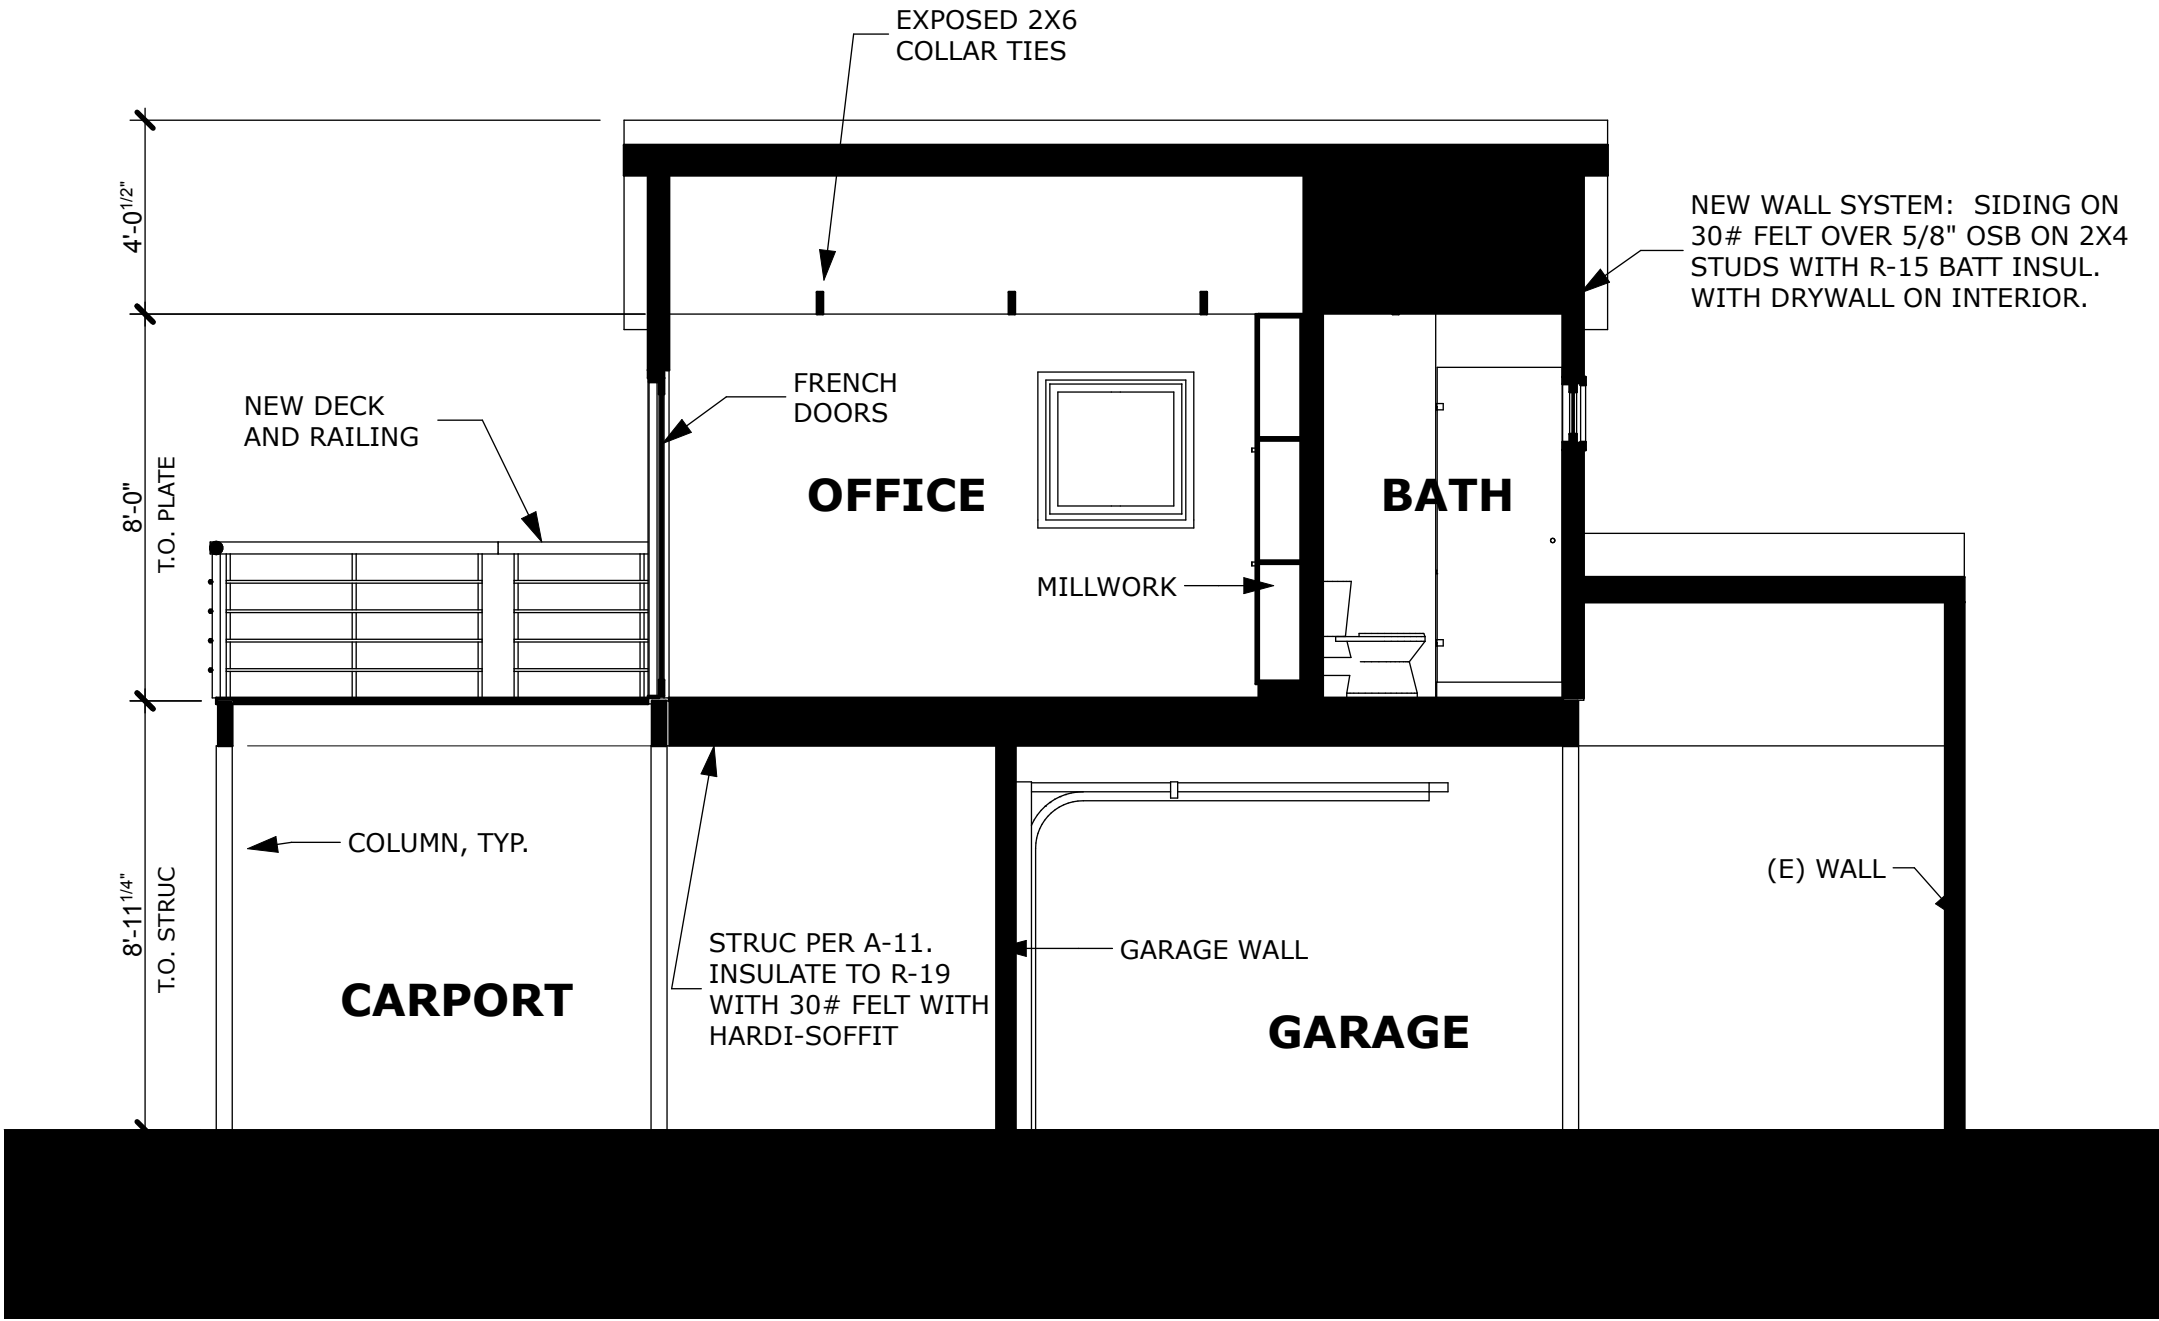 EXPOSED 2X6
COLLAR TIES
4'-01/2"
NEW WALL SYSTEM:  SIDING ON
30# FELT OVER 5/8" OSB ON 2X4
STUDS WITH R-15 BATT INSUL.
WITH DRYWALL ON INTERIOR.
FRENCH
DOORS
NEW DECK
AND RAILING
8'-0"
T.O. PLATE
OFFICE
BATH
MILLWORK
COLUMN, TYP.
(E) WALL
8'-111/4"
T.O. STRUC
STRUC PER A-11.
INSULATE TO R-19
WITH 30# FELT WITH
HARDI-SOFFIT
GARAGE WALL
CARPORT
GARAGE